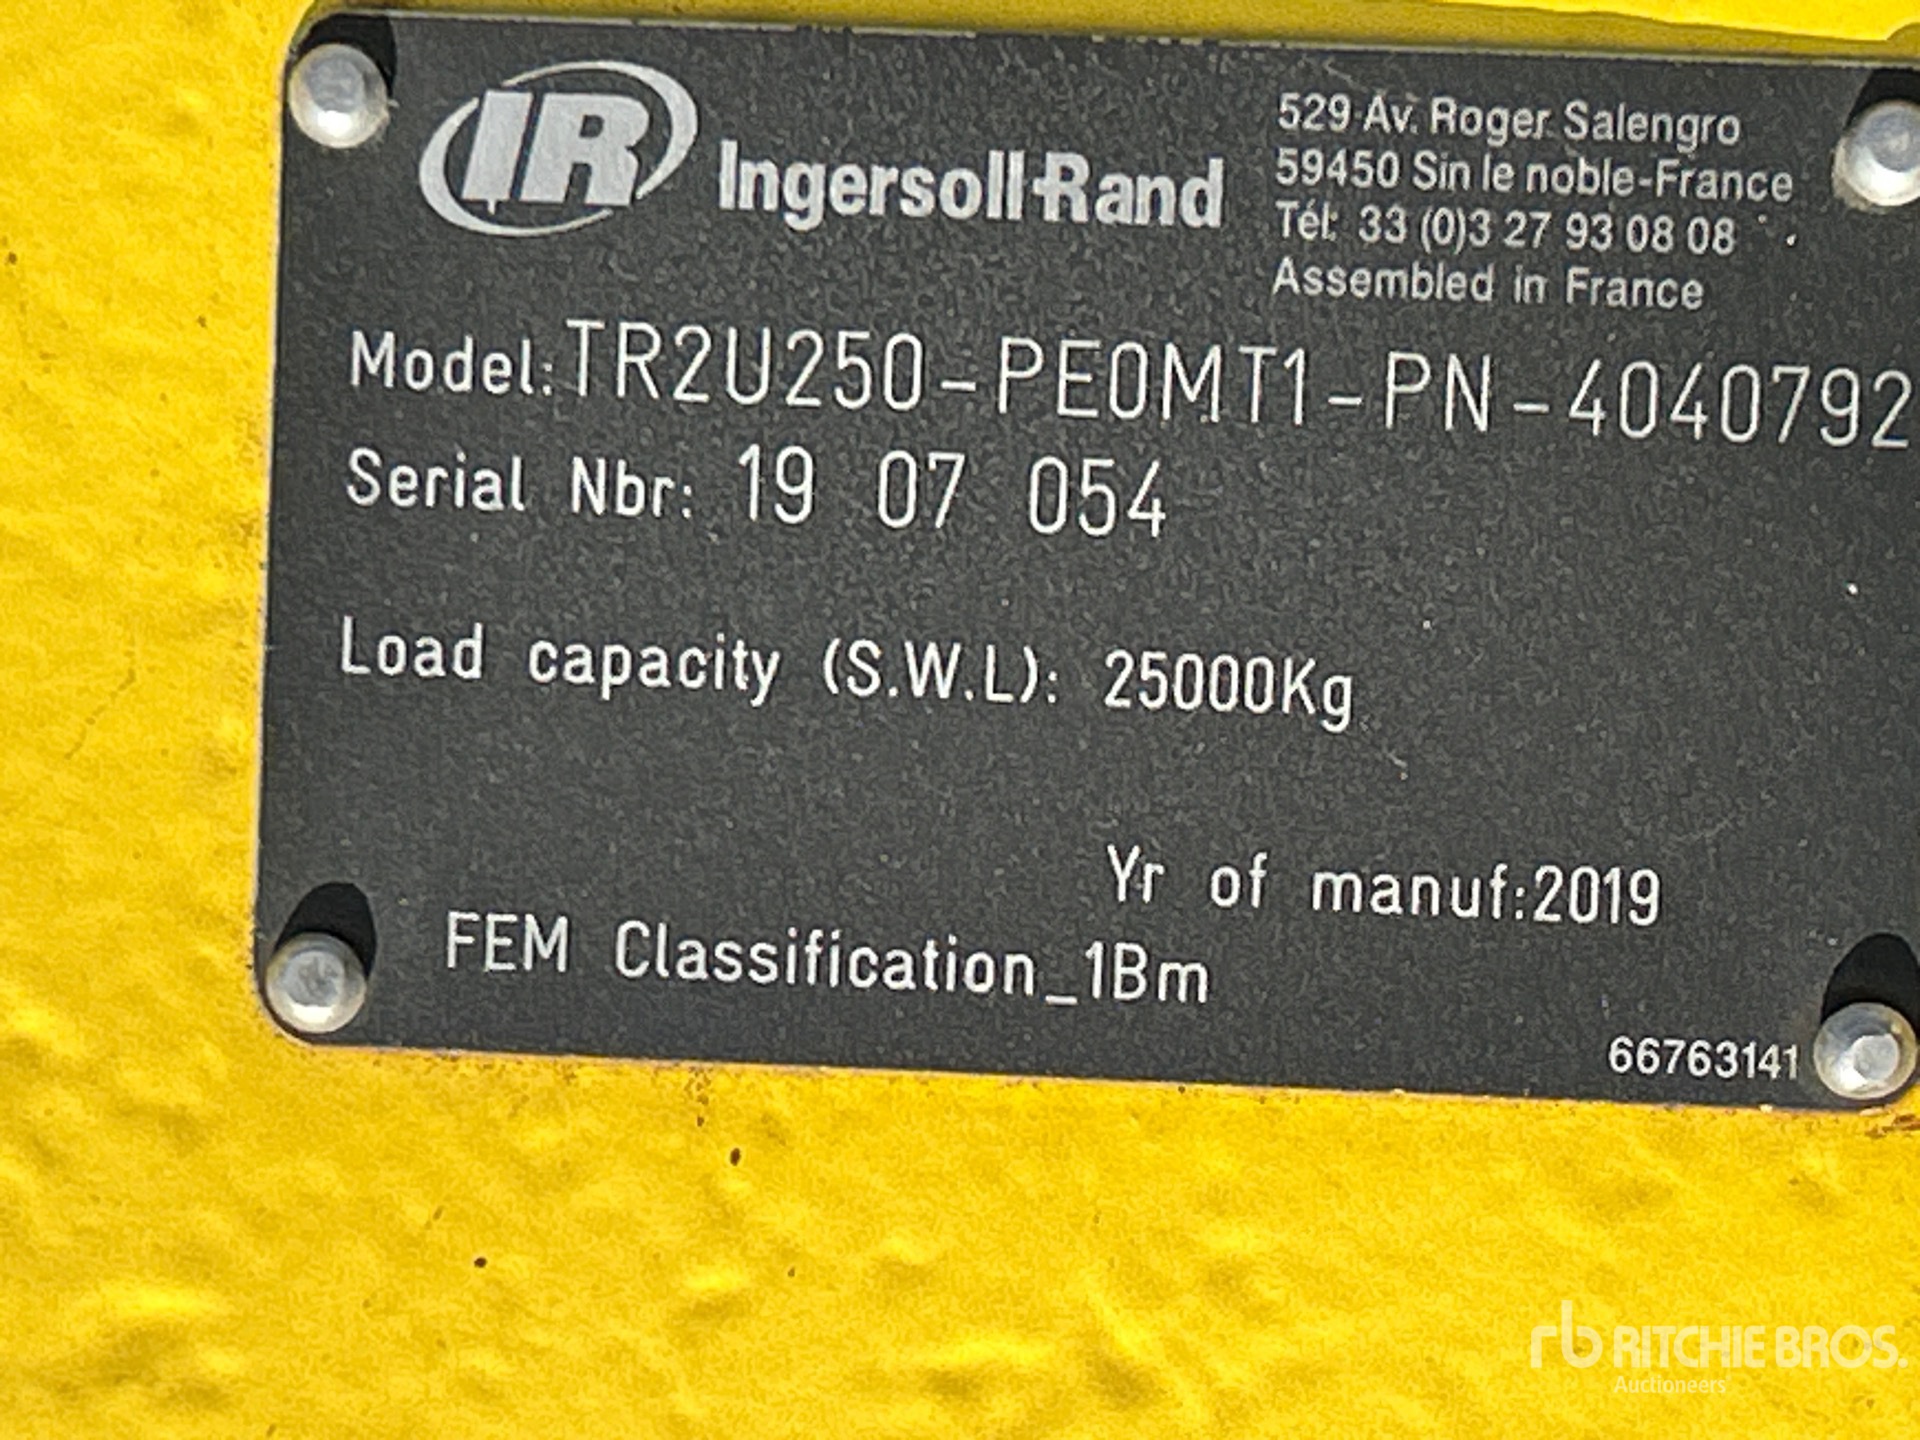 IR Ingersoll-Rand
529 Av. Roger Salengro
59450 Sin le noble-France
Tél: 33 (0)3 27 93 08 08
Assembled in France
Model:TR2U250-PE0MT1-PN-4040792
Serial Nbr: 19 07 054
Load capacity (S.W.L): 25000Kg
Yr of manuf:2019
FEM Classification_1Bm
66763141
rb RITCHIE BROS.
Auctioneers